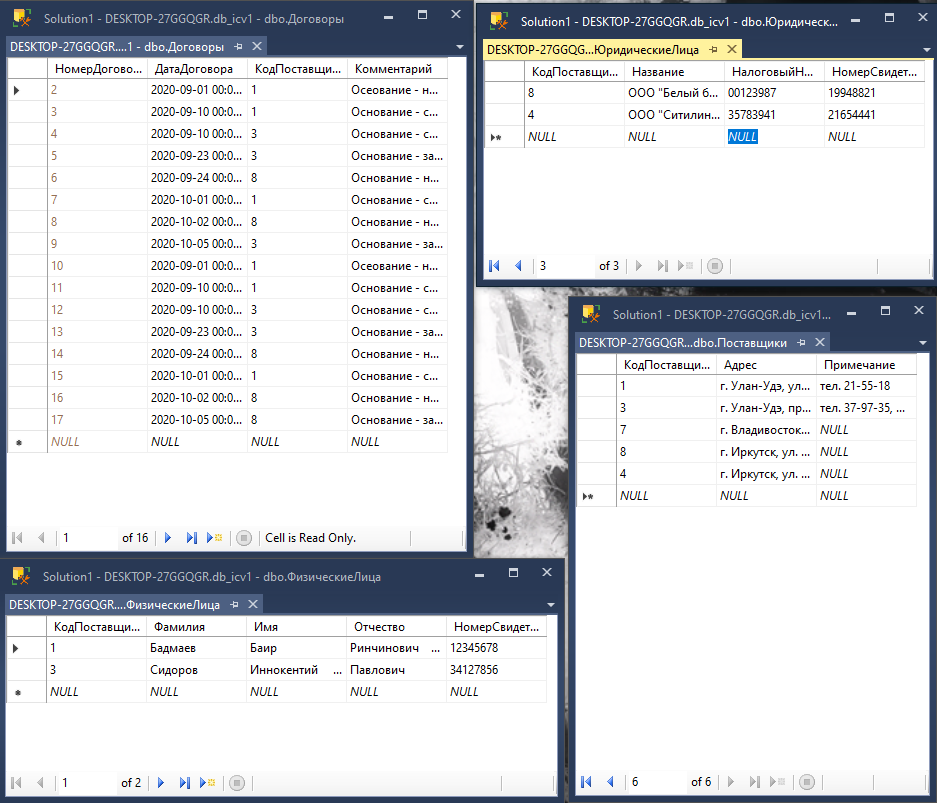 Solution1 - DESKTOP-27GGQGR.db_icv1 - dbo.Договоры
DESKTOP-27GGQGR....1 - dbo.Договоры
НомерДогово... ДатаДоговора КодПоставщи... Комментарий
2 2020-09-01 00:0... 1 Осеование - н...
3 2020-09-10 00:0... 1 Основание - с...
4 2020-09-10 00:0... 3 Основание - с...
5 2020-09-23 00:0... 3 Основание - за...
6 2020-09-24 00:0... 8 Основание - н...
7 2020-10-01 00:0... 1 Основание - с...
8 2020-10-02 00:0... 8 Основание - н...
9 2020-10-05 00:0... 3 Основание - за...
10 2020-09-01 00:0... 1 Осеование - н...
11 2020-09-10 00:0... 1 Основание - с...
12 2020-09-10 00:0... 3 Основание - с...
13 2020-09-23 00:0... 3 Основание - за...
14 2020-09-24 00:0... 8 Основание - н...
15 2020-10-01 00:0... 1 Основание - с...
16 2020-10-02 00:0... 8 Основание - н...
17 2020-10-05 00:0... 8 Основание - за...
NULL NULL NULL NULL
1 of 16 Cell is Read Only.
Solution1 - DESKTOP-27GGQGR.db_icv1 - dbo.Юридическ...
DESKTOP-27GGQG...ЮридическиеЛица
КодПоставщи... Название НалоговыйН... НомерСвидет...
8 ООО "Белый б... 00123987 19948821
4 ООО "Ситилин... 35783941 21654441
NULL NULL NULL NULL
3 of 3
Solution1 - DESKTOP-27GGQGR.db_icv1...
DESKTOP-27GGQGR...dbo.Поставщики
КодПоставщи... Адрес Примечание
1 г. Улан-Удэ, ул... тел. 21-55-18
3 г. Улан-Удэ, пр... тел. 37-97-35, ...
7 г. Владивосток... NULL
8 г. Иркутск, ул. ... NULL
4 г. Иркутск, ул. ... NULL
NULL NULL NULL
6 of 6
Solution1 - DESKTOP-27GGQGR.db_icv1 - dbo.ФизическиеЛица
DESKTOP-27GGQGR....ФизическиеЛица
КодПоставщи... Фамилия Имя Отчество НомерСвидет...
1 Бадмаев Баир Ринчинович ... 12345678
3 Сидоров Иннокентий ... Павлович 34127856
NULL NULL NULL NULL NULL
1 of 2